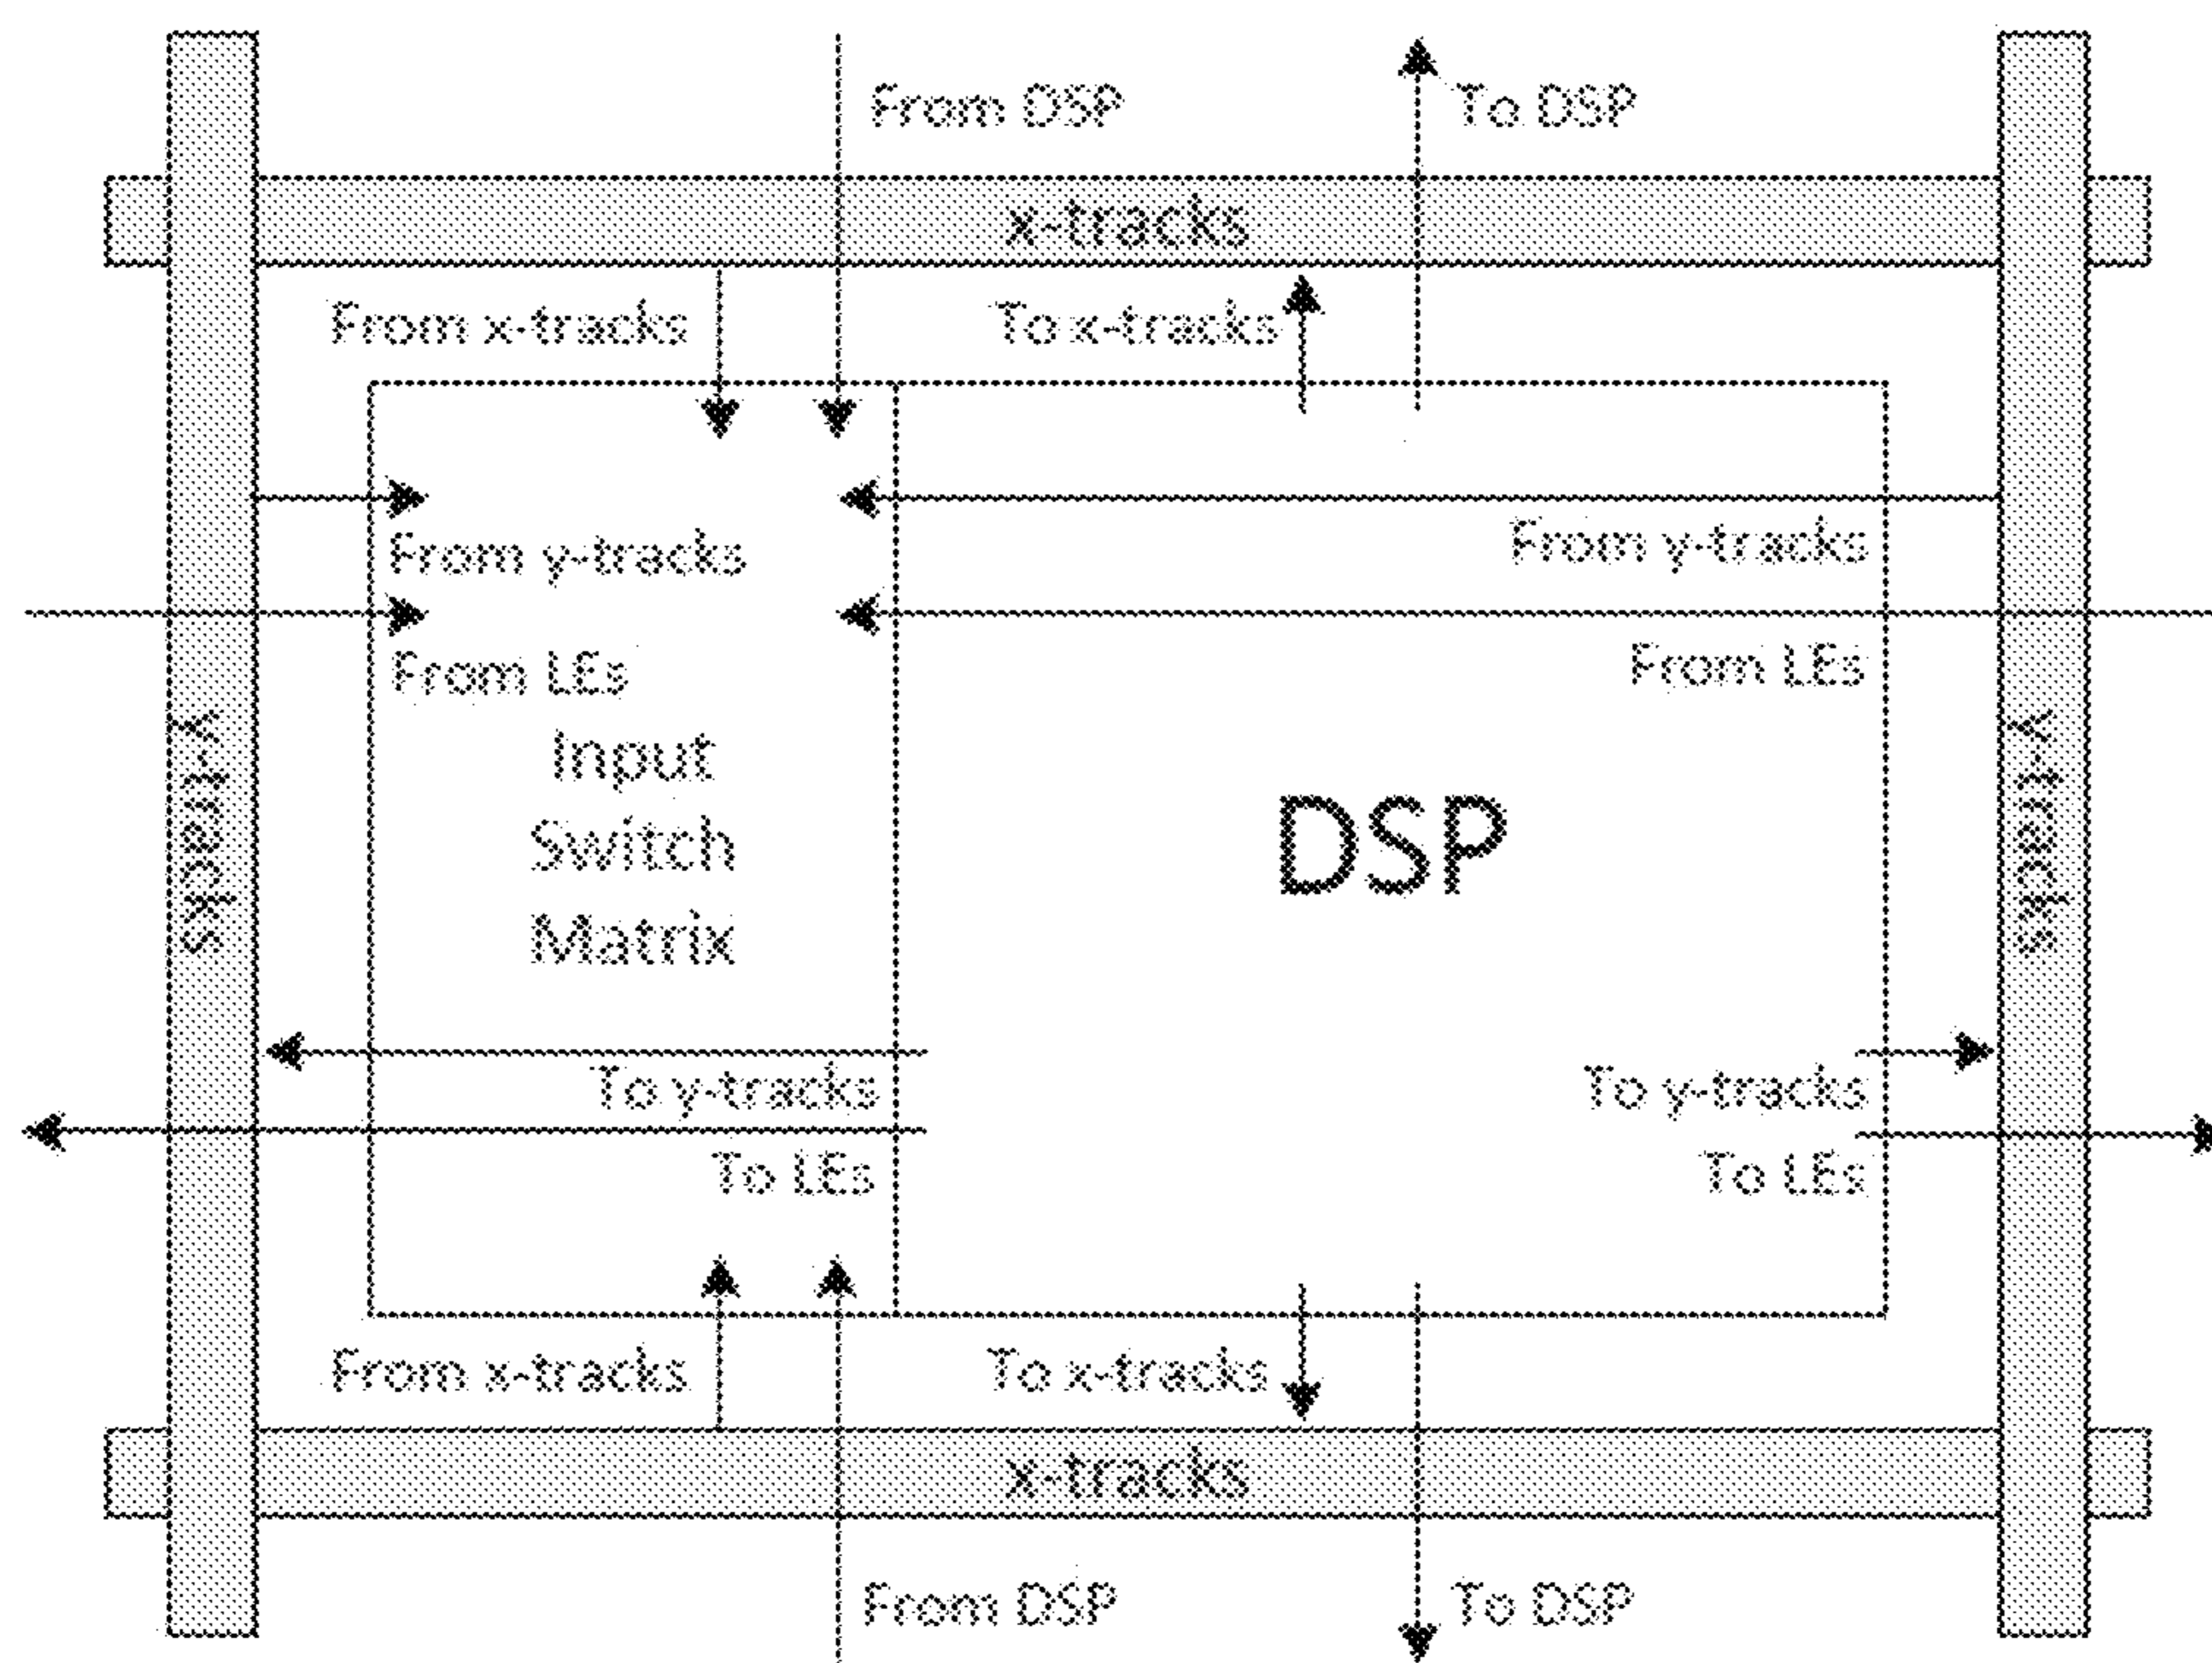 From DSP
To DSP
x-tracks
From x-tracks
To x-tracks
From y-tracks
From y-tracks
From LEs
From LEs
Input
Switch
Matrix
DSP
y-tracks
y-tracks
To y-tracks
To y-tracks
To LEs
To LEs
From x-tracks
To x-tracks
x-tracks
From DSP
To DSP